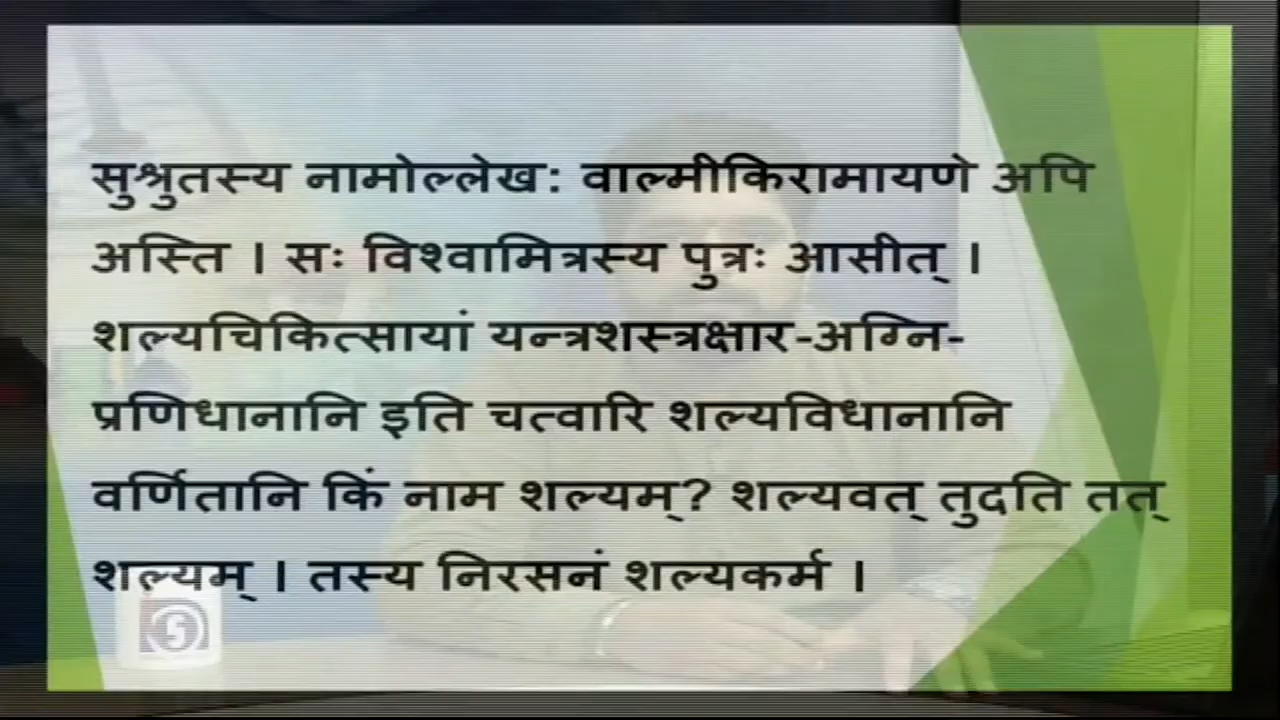 सुश्रुतस्य नामोल्लेख: वाल्मीकिरामायणे अपि
अस्ति । सः विश्वामित्रस्य पुत्रः आसीत् ।
शल्यचिकित्सायां यन्त्रशस्त्रक्षार-अग्नि-
प्रणिधानानि इति चत्वारि शल्यविधानानि
वर्णितानि किं नाम शल्यम्? शल्यवत् तुदति तत्
शल्यम् । तस्य निरसनं शल्यकर्म ।